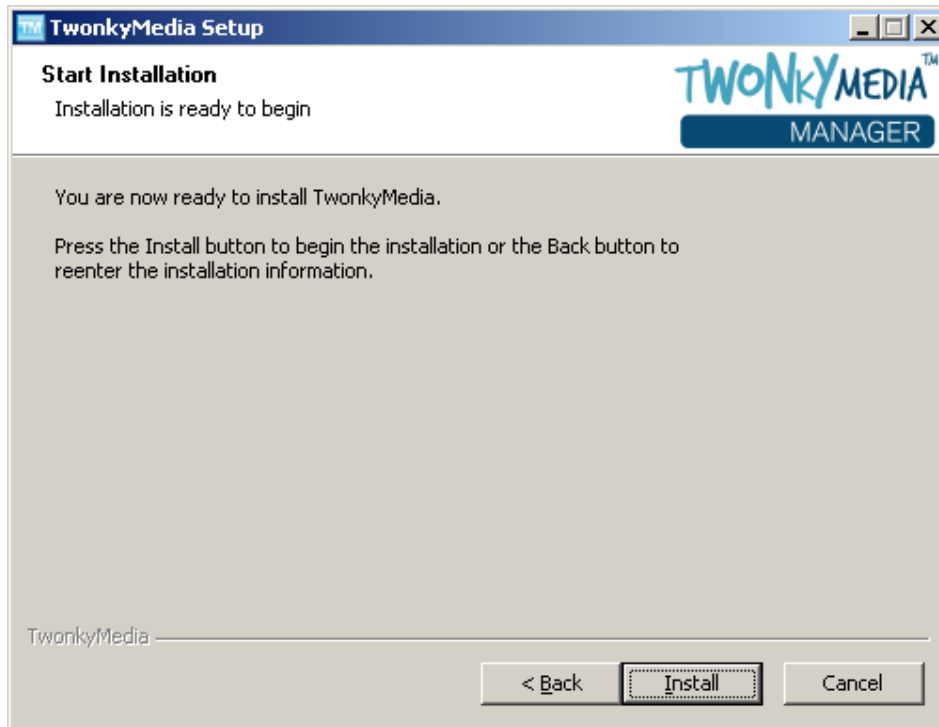 TM TwonkyMedia Setup
Start Installation
Installation is ready to begin
TWONKYMEDIA™
MANAGER
You are now ready to install TwonkyMedia.
Press the Install button to begin the installation or the Back button to
reenter the installation information.
TwonkyMedia
< Back
Install
Cancel